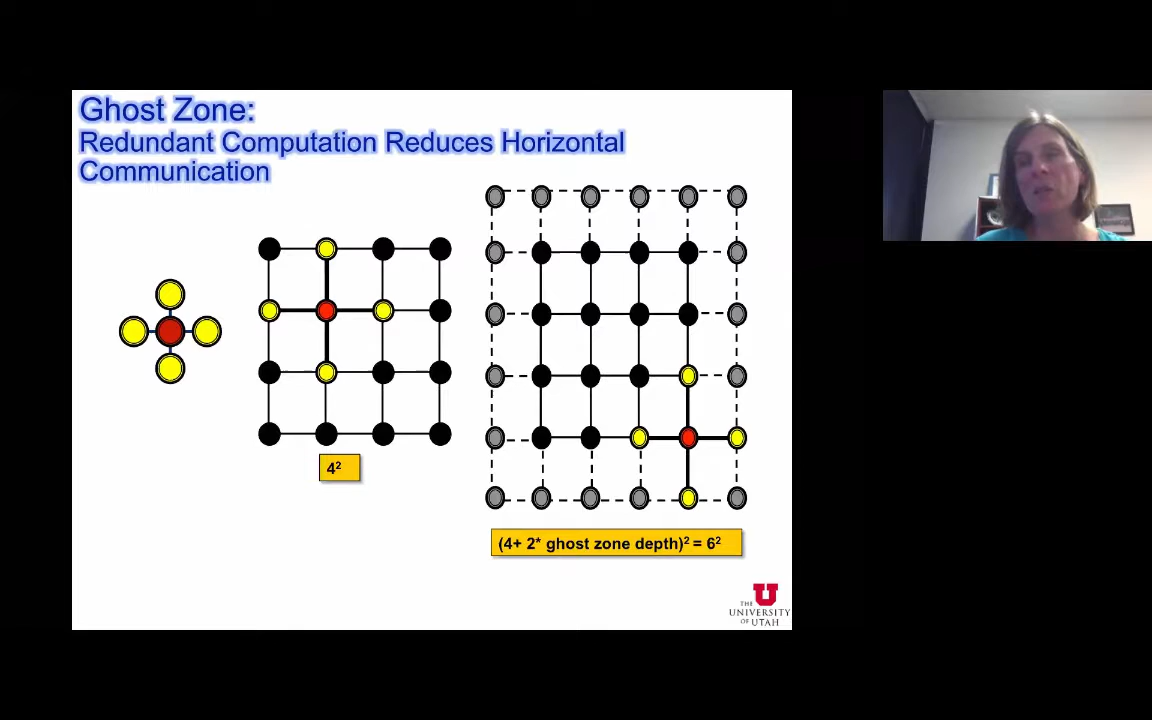 Ghost Zone:
Redundant Computation Reduces Horizontal
Communication
4²
(4+ 2* ghost zone depth)² = 6²
THE
UNIVERSITY
OF UTAH